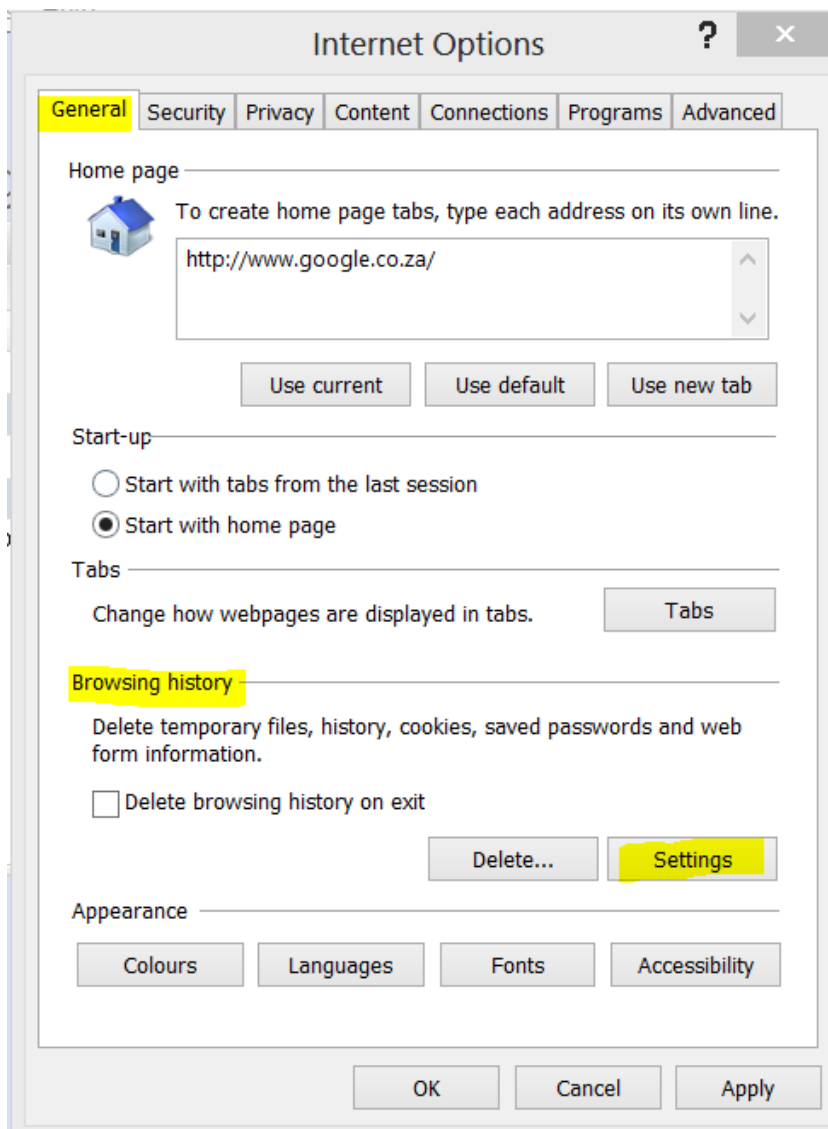 Internet Options ?
General Security Privacy Content Connections Programs Advanced
Home page
To create home page tabs, type each address on its own line.
http://www.google.co.za/
Use current Use default Use new tab
Start-up
Start with tabs from the last session
Start with home page
Tabs
Change how webpages are displayed in tabs. Tabs
Browsing history
Delete temporary files, history, cookies, saved passwords and web
form information.
Delete browsing history on exit
Delete... Settings
Appearance
Colours Languages Fonts Accessibility
OK Cancel Apply